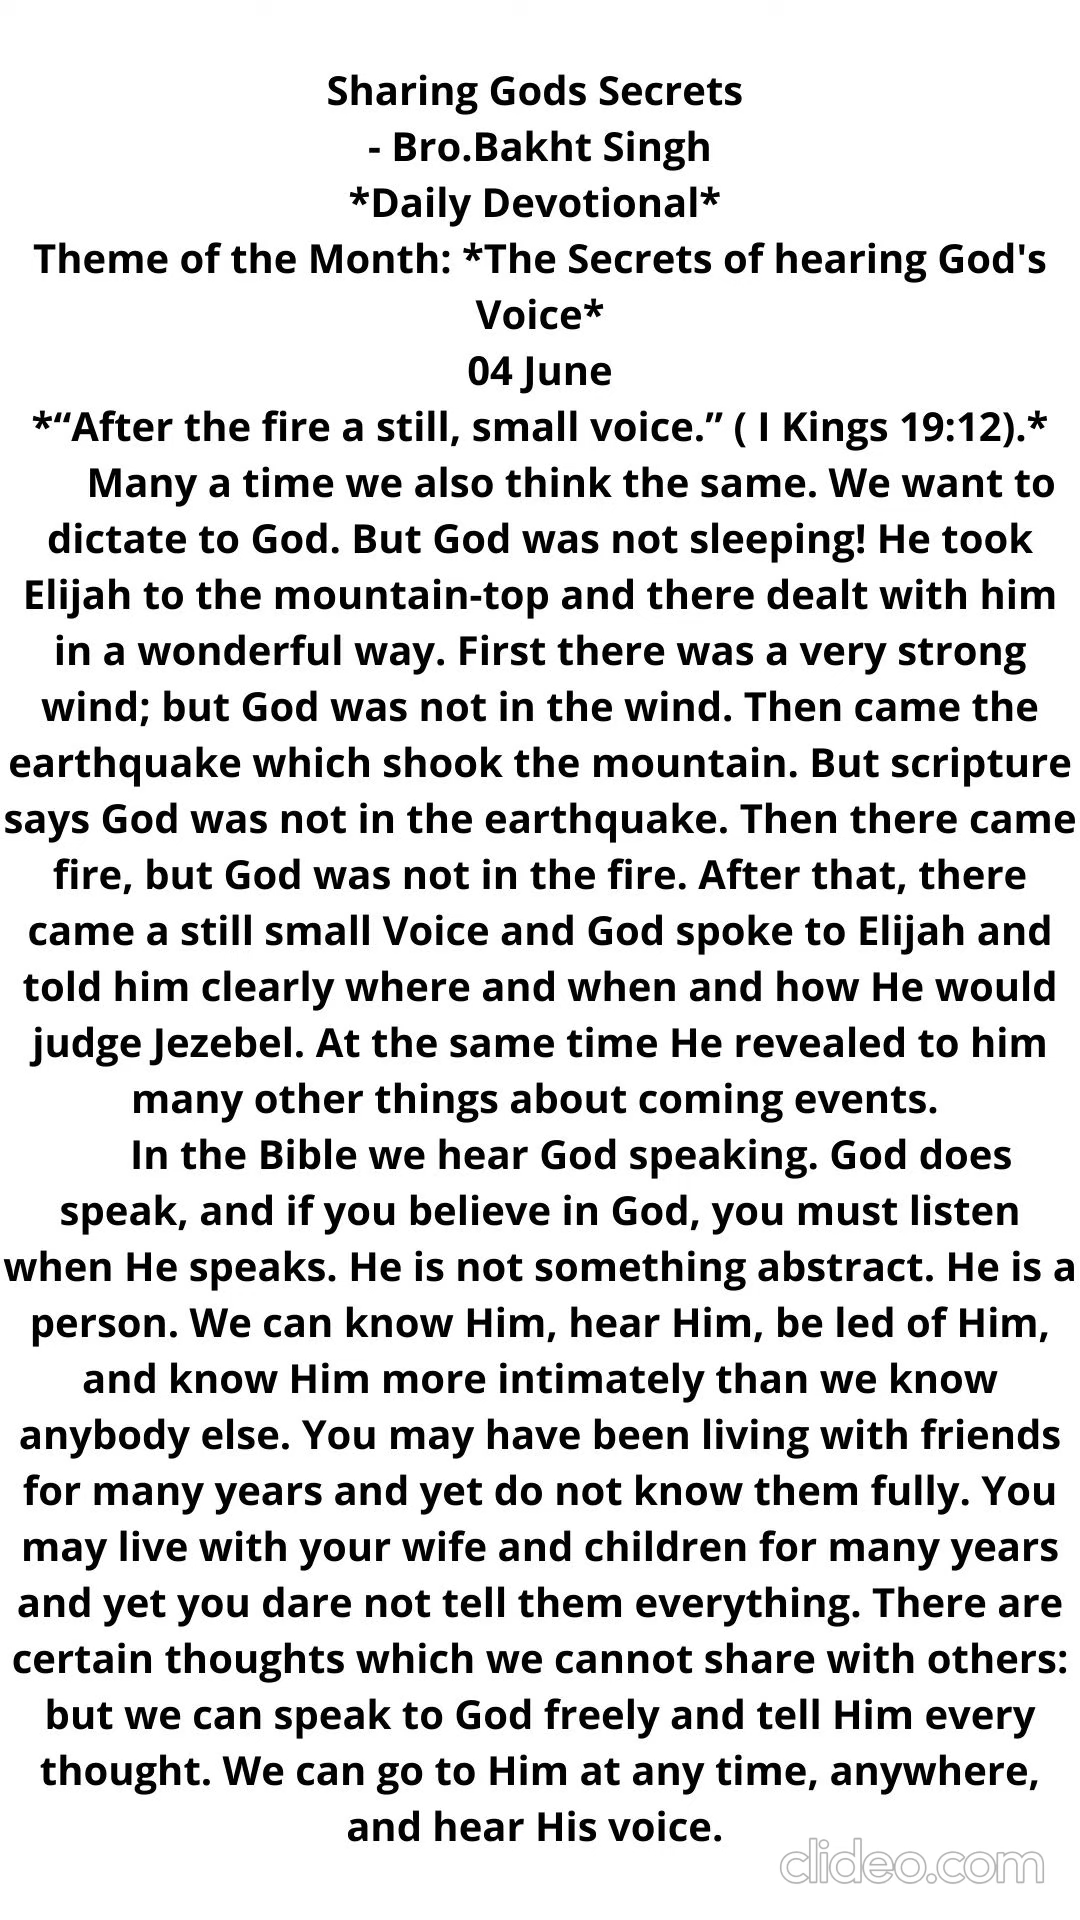 Sharing Gods Secrets
- Bro.Bakht Singh
*Daily Devotional*
Theme of the Month: *The Secrets of hearing God's
Voice*
04 June
*“After the fire a still, small voice.” ( I Kings 19:12).*
Many a time we also think the same. We want to
dictate to God. But God was not sleeping! He took
Elijah to the mountain-top and there dealt with him
in a wonderful way. First there was a very strong
wind; but God was not in the wind. Then came the
earthquake which shook the mountain. But scripture
says God was not in the earthquake. Then there came
fire, but God was not in the fire. After that, there
came a still small Voice and God spoke to Elijah and
told him clearly where and when and how He would
judge Jezebel. At the same time He revealed to him
many other things about coming events.
In the Bible we hear God speaking. God does
speak, and if you believe in God, you must listen
when He speaks. He is not something abstract. He is a
person. We can know Him, hear Him, be led of Him,
and know Him more intimately than we know
anybody else. You may have been living with friends
for many years and yet do not know them fully. You
may live with your wife and children for many years
and yet you dare not tell them everything. There are
certain thoughts which we cannot share with others:
but we can speak to God freely and tell Him every
thought. We can go to Him at any time, anywhere,
and hear His voice.
clideo.com